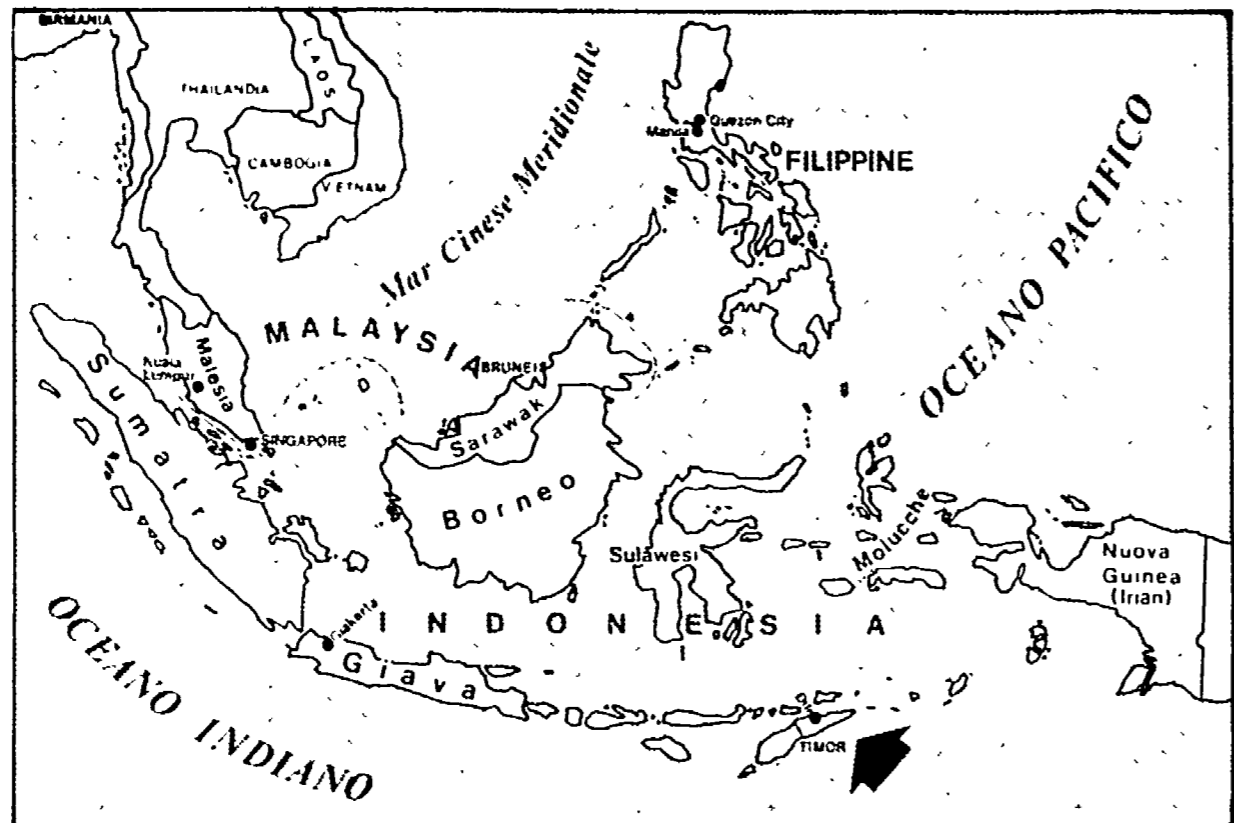 BIRMANIA
LAOS
THAILANDIA
CAMBOGIA
VIETNAM
Mar Cinese Meridionale
Quezon City
Manila
FILIPPINE
OCEANO PACIFICO
MALAYSIA
BRUNEI
Kuala
Lumpur
Malesia
SINGAPORE
Sarawak
Sumatra
Borneo
Sulawesi
Molucche
Nuova
Guinea
(Irian)
INDONESIA
Giakarta
Giava
TIMOR
OCEANO INDIANO